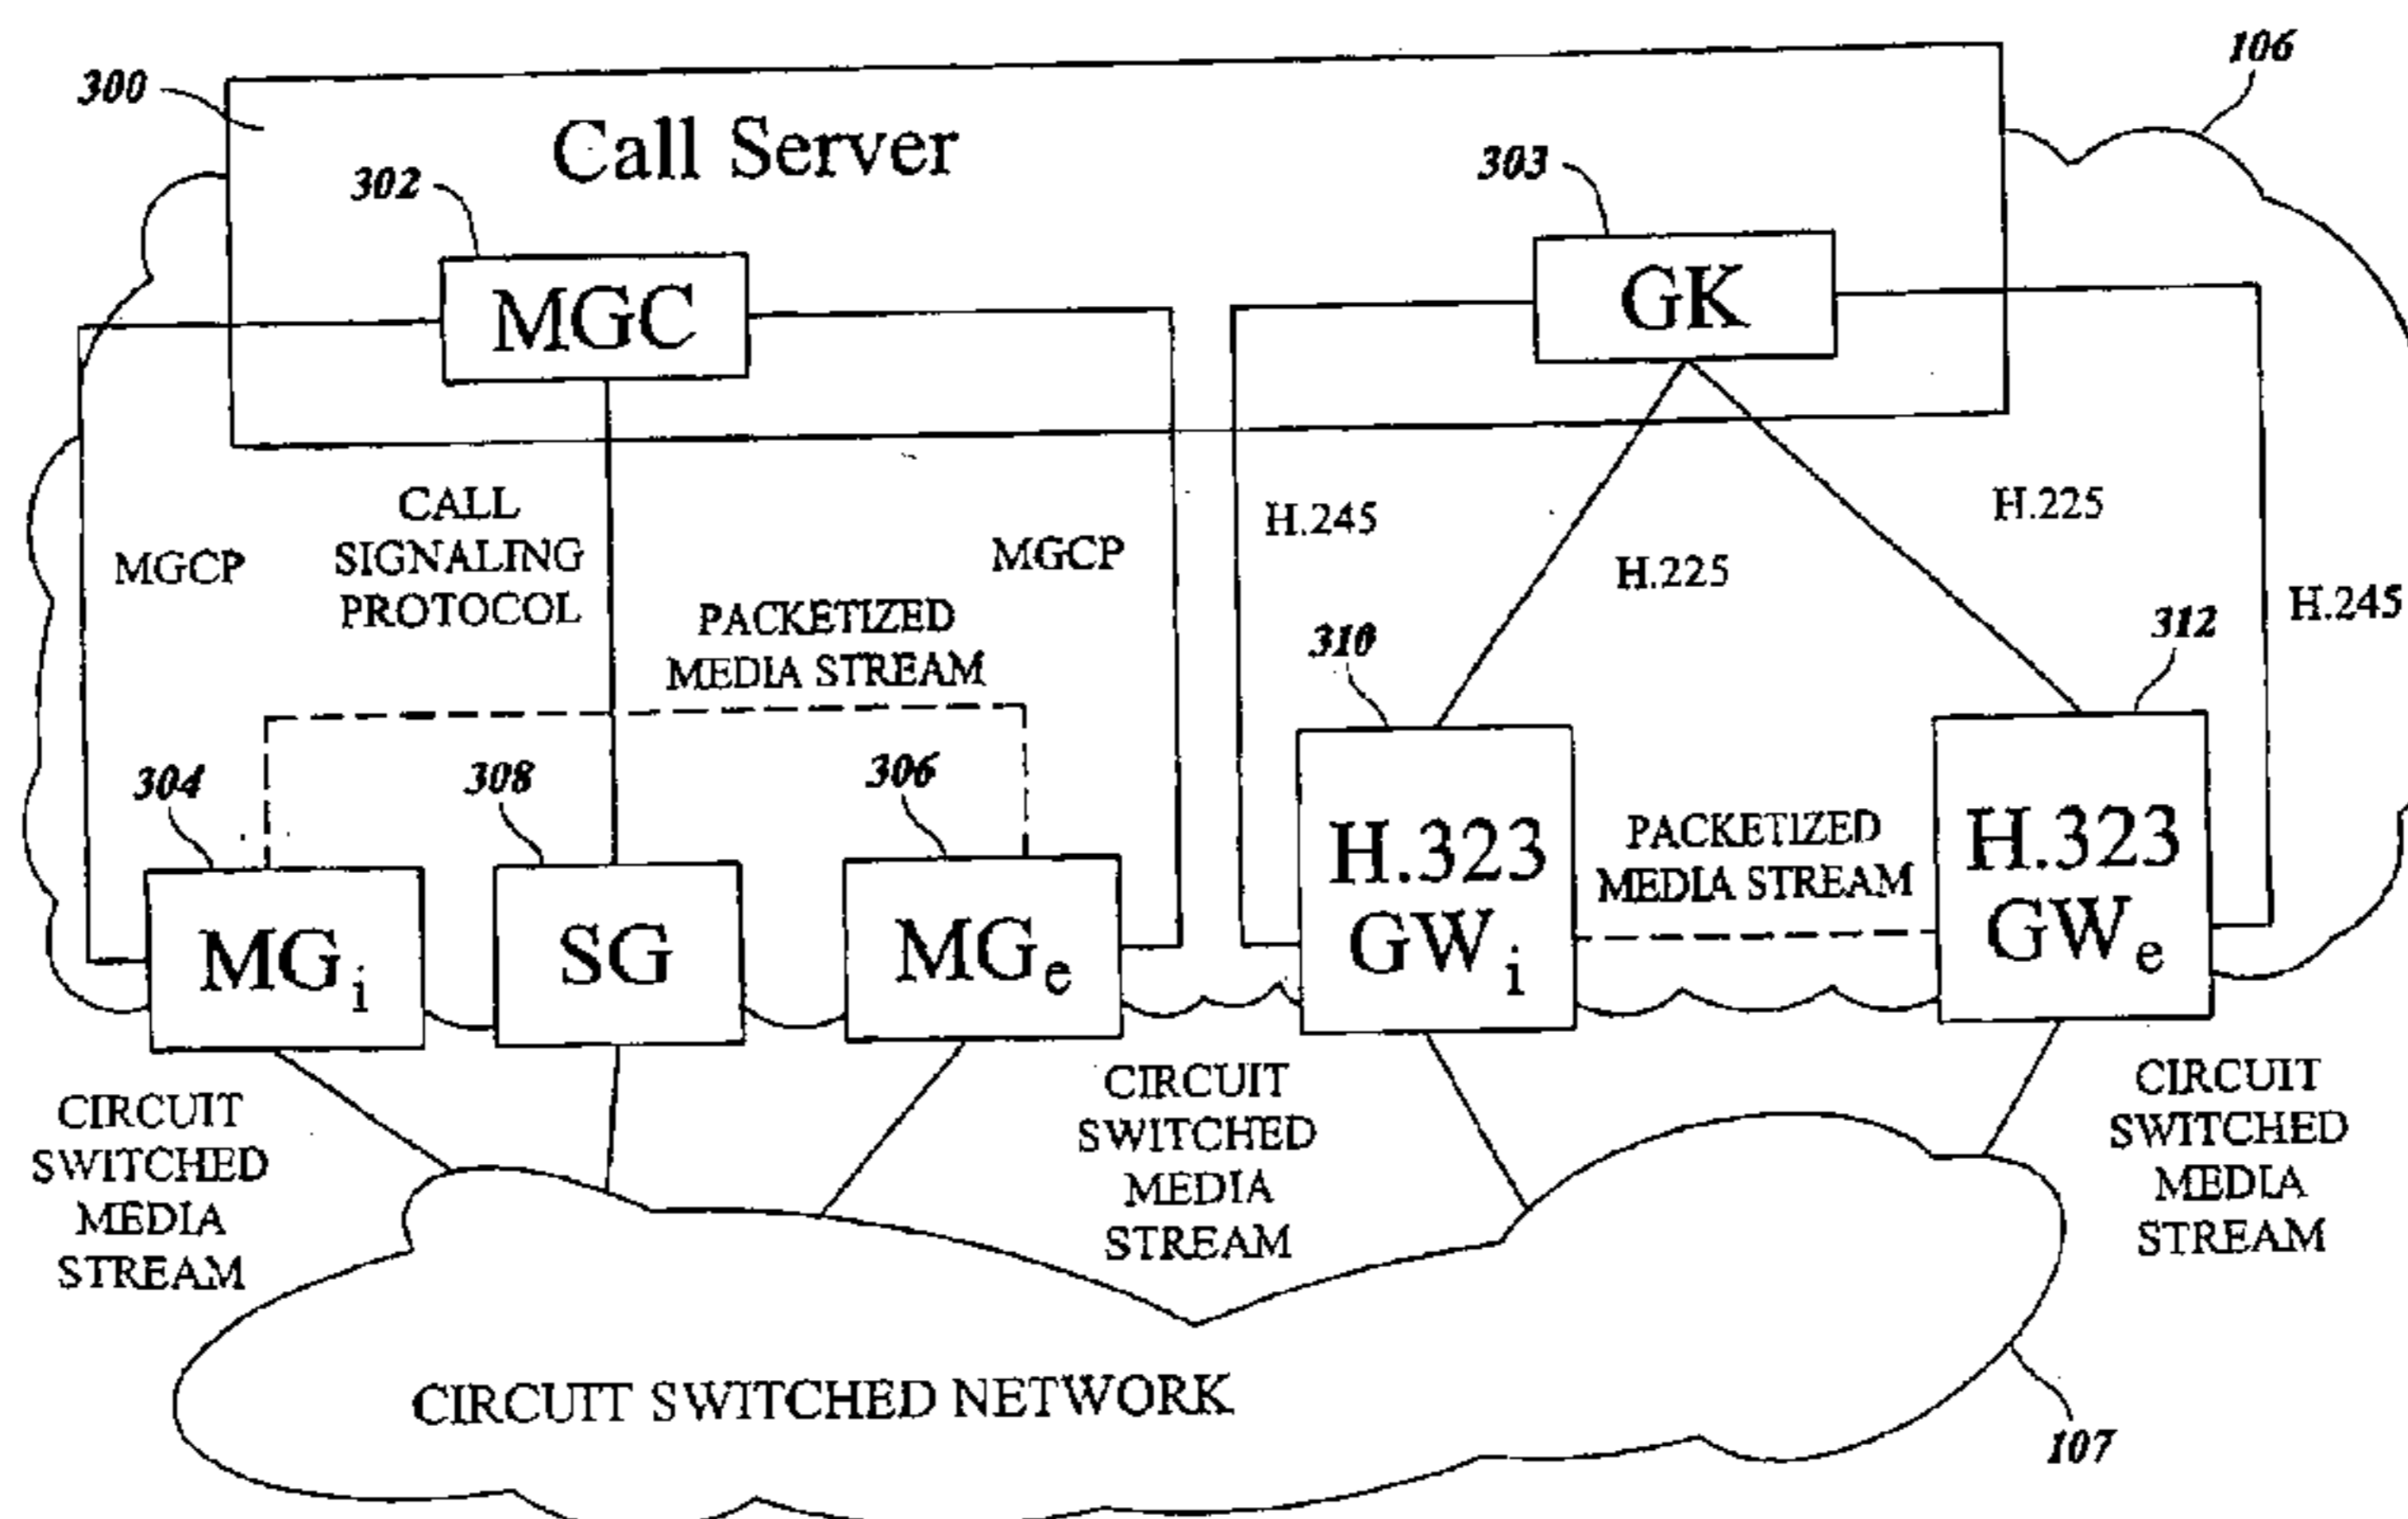 300
106
Call Server
302
303
MGC
GK
CALL
SIGNALING
PROTOCOL
MGCP
MGCP
H.245
H.225
H.225
H.245
PACKETIZED
MEDIA STREAM
310
312
304
308
306
PACKETIZED
MEDIA STREAM
MGi
SG
MGe
H.323
GWi
H.323
GWe
CIRCUIT
SWITCHED
MEDIA
STREAM
CIRCUIT
SWITCHED
MEDIA
STREAM
CIRCUIT
SWITCHED
MEDIA
STREAM
CIRCUIT SWITCHED NETWORK
107